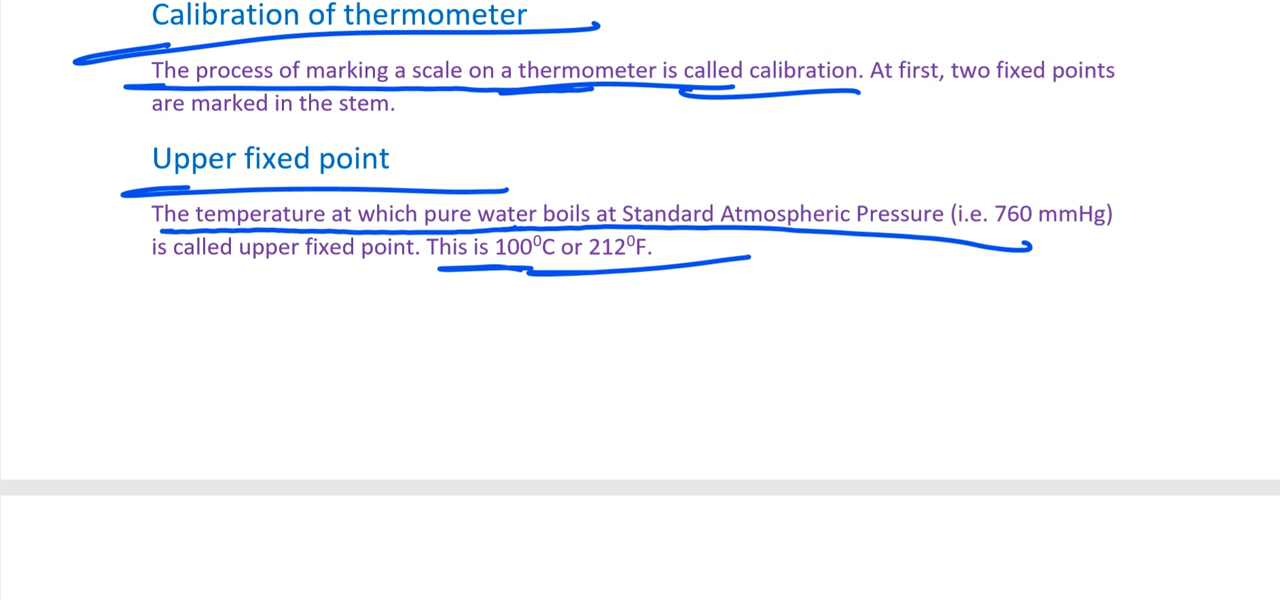 Calibration of thermometer
The process of marking a scale on a thermometer is called calibration. At first, two fixed points
are marked in the stem.
Upper fixed point
The temperature at which pure water boils at Standard Atmospheric Pressure (i.e. 760 mmHg)
is called upper fixed point. This is 100⁰C or 212⁰F.